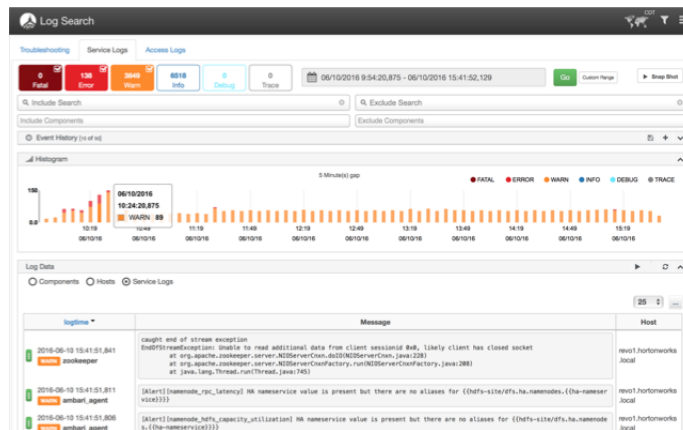 Log Search
CDT
Troubleshooting Service Logs Access Logs
0 Fatal
138 Error
3849 Warn
6518 Info
0 Debug
0 Trace
06/10/2016 9:54:20,875 - 06/10/2016 15:41:52,129
Go
Custom Range
Snap Shot
Include Search
Exclude Search
Include Components
Exclude Components
Event History [10 of 30]
Histogram
5 Minute(s) gap
FATAL ERROR WARN INFO DEBUG TRACE
150
0.0
06/10/2016
10:24:20,875
WARN 89
10:19 10:49 11:19 11:49 12:19 12:49 13:19 13:49 14:19 14:49 15:19
06/10/16 06/10/16 06/10/16 06/10/16 06/10/16 06/10/16 06/10/16 06/10/16 06/10/16 06/10/16
Log Data
Components Hosts Service Logs
25
logtime Message Host
2016-06-10 15:41:51,841
WARN zookeeper
caught end of stream exception
EndOfStreamException: Unable to read additional data from client sessionid 0x0, likely client has closed socket
at org.apache.zookeeper.server.NIOServerCnxn.doIO(NIOServerCnxn.java:228)
at org.apache.zookeeper.server.NIOServerCnxnFactory.run(NIOServerCnxnFactory.java:208)
at java.lang.Thread.run(Thread.java:745)
revo1.hortonworks
.local
2016-06-10 15:41:51,811
WARN ambari_agent
[Alert][namenode_rpc_latency] HA nameservice value is present but there are no aliases for {{hdfs-site/dfs.ha.namenodes.{{ha-nameser
vice}}}}
revo1.hortonworks
.local
2016-06-10 15:41:51,806
WARN ambari_agent
[Alert][namenode_hdfs_capacity_utilization] HA nameservice value is present but there are no aliases for {{hdfs-site/dfs.ha.namenode
s.{{ha-nameservice}}}}
revo1.hortonworks
.local